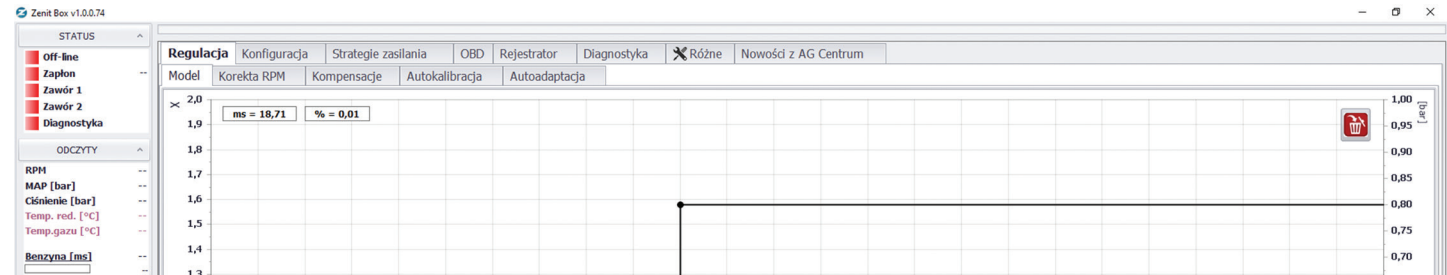 Zenit Box v1.0.0.74
STATUS
Off-line
Zapłon --
Zawór 1
Zawór 2
Diagnostyka
ODCZYTY
RPM --
MAP [bar] --
Ciśnienie [bar] --
Temp. red. [°C] --
Temp.gazu [°C] --
Benzyna [ms] --
--
Regulacja Konfiguracja Strategie zasilania OBD Rejestrator Diagnostyka Różne Nowości z AG Centrum
Model Korekta RPM Kompensacje Autokalibracja Autoadaptacja
X 2,0 1,00 [bar]
ms = 18,71 % = 0,01
1,9 0,95
1,8 0,90
1,7 0,85
1,6 0,80
1,5 0,75
1,4 0,70
1,3